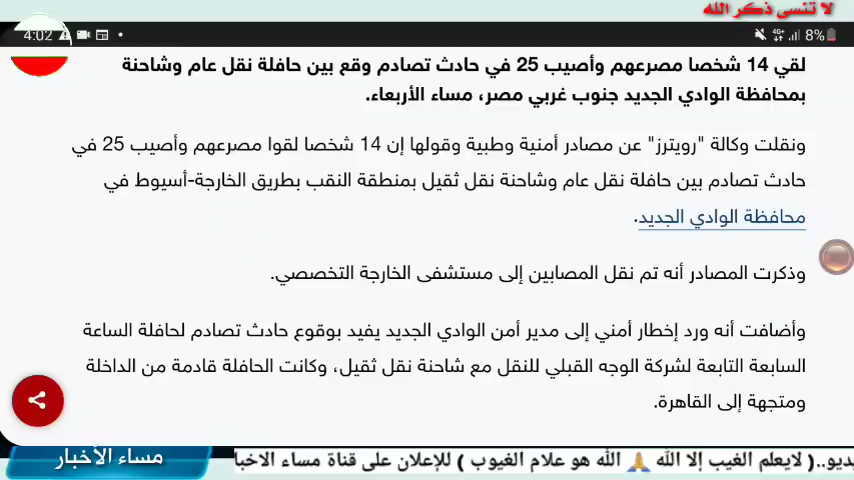 لا تنسى ذكر الله
4:02
4G+ 8%
لقي 14 شخصا مصرعهم وأصيب 25 في حادث تصادم وقع بين حافلة نقل عام وشاحنة
بمحافظة الوادي الجديد جنوب غربي مصر، مساء الأربعاء.
ونقلت وكالة "رويترز" عن مصادر أمنية وطبية وقولها إن 14 شخصا لقوا مصرعهم وأصيب 25 في
حادث تصادم بين حافلة نقل عام وشاحنة نقل ثقيل بمنطقة النقب بطريق الخارجة-أسيوط في
محافظة الوادي الجديد.
وذكرت المصادر أنه تم نقل المصابين إلى مستشفى الخارجة التخصصي.
وأضافت أنه ورد إخطار أمني إلى مدير أمن الوادي الجديد يفيد بوقوع حادث تصادم لحافلة الساعة
السابعة التابعة لشركة الوجه القبلي للنقل مع شاحنة نقل ثقيل، وكانت الحافلة قادمة من الداخلة
ومتجهة إلى القاهرة.
ديو..( لايعلم الغيب إلا الله 🙏 الله هو علام الغيوب ) للإعلان على قناة مساء الاخبا
مساء الأخبار